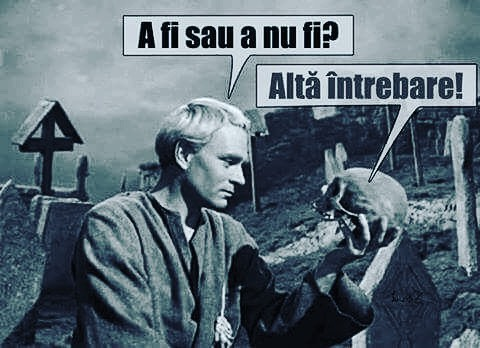 A fi sau a nu fi?
Altă întrebare!